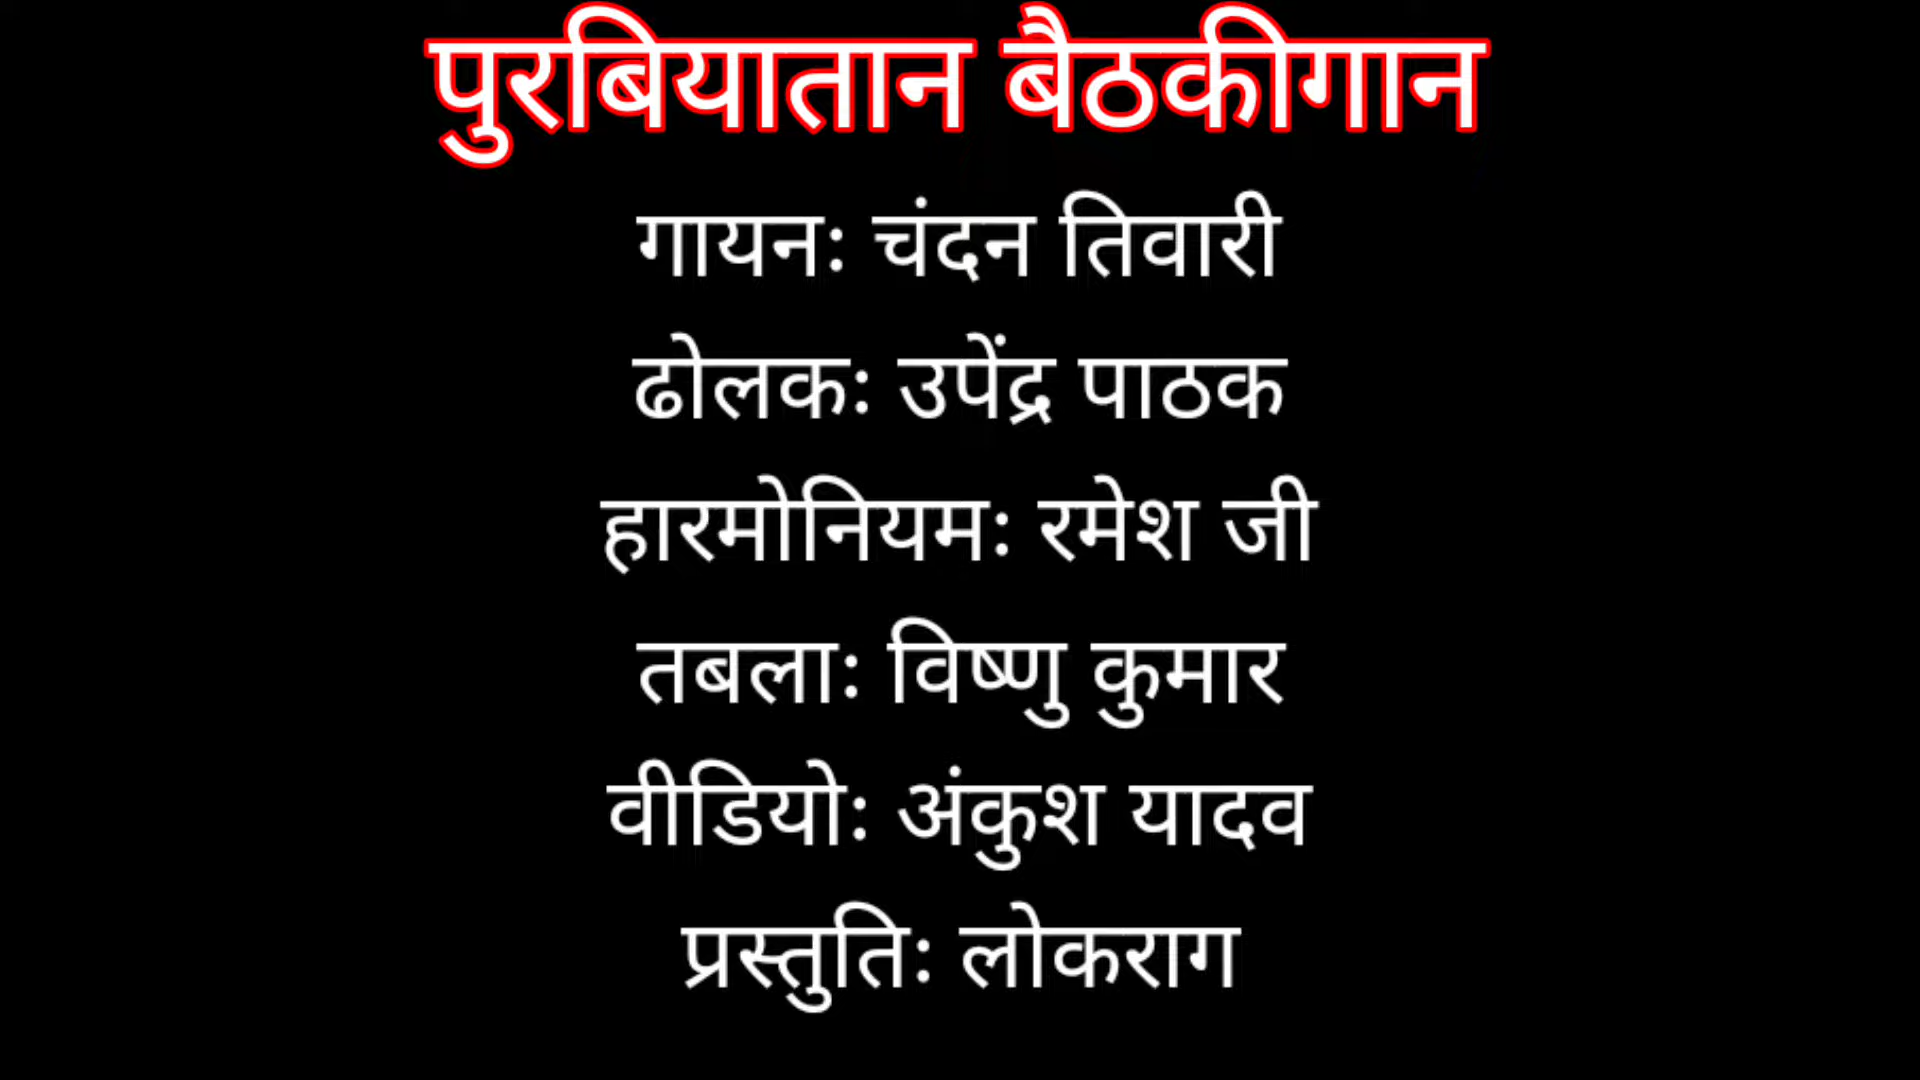 पुरबियातान बैठकीगान
गायनः चंदन तिवारी
ढोलकः उपेंद्र पाठक
हारमोनियमः रमेश जी
तबलाः विष्णु कुमार
वीडियोः अंकुश यादव
प्रस्तुतिः लोकराग